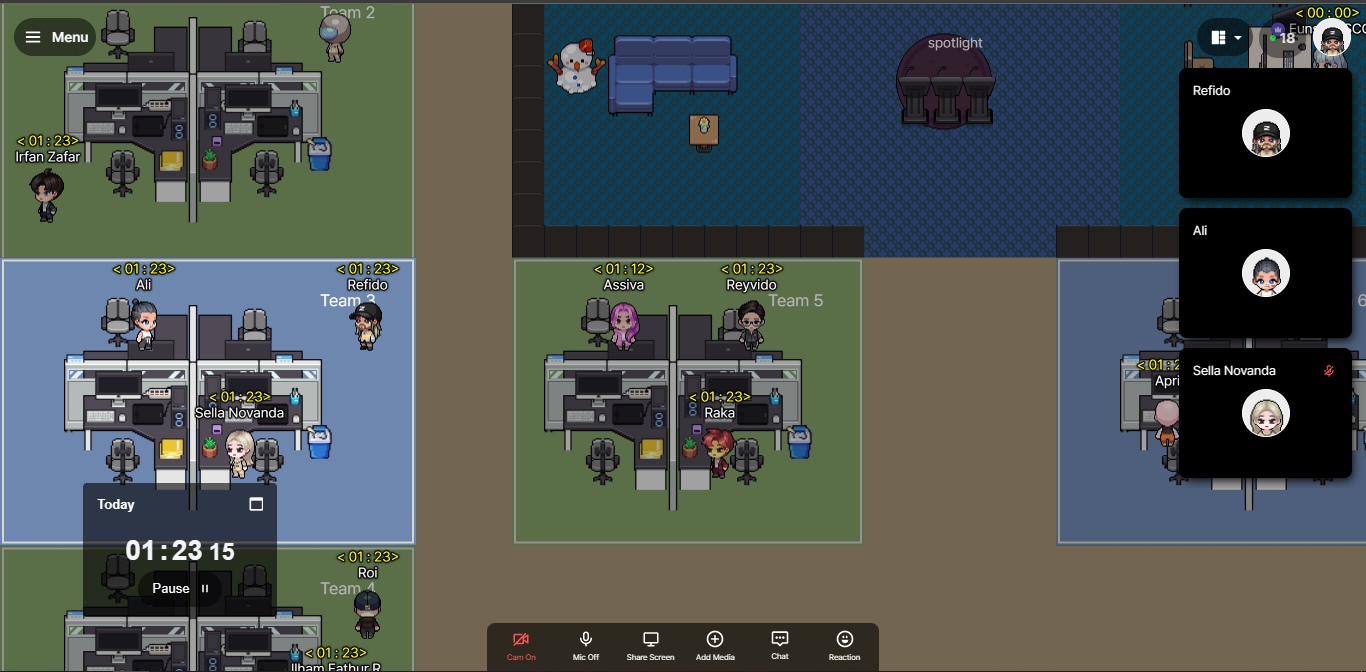 Menu
Team 2
< 01 : 23>
Irfan Zafar
spotlight
< 00 : 00>
18
Refido
Ali
Sella Novanda
< 01 : 23>
Ali
< 01 : 23>
Refido
Team 3
< 01 : 23>
Sella Novanda
< 01 : 12>
Assiva
< 01 : 23>
Reyvido
Team 5
< 01 : 23>
Raka
6
Today
01 : 23 15
Pause
< 01 : 23>
Roi
Team 4
< 01 : 23>
Ilham Fathur R
Cam On
Mic Off
Share Screen
Add Media
Chat
Reaction